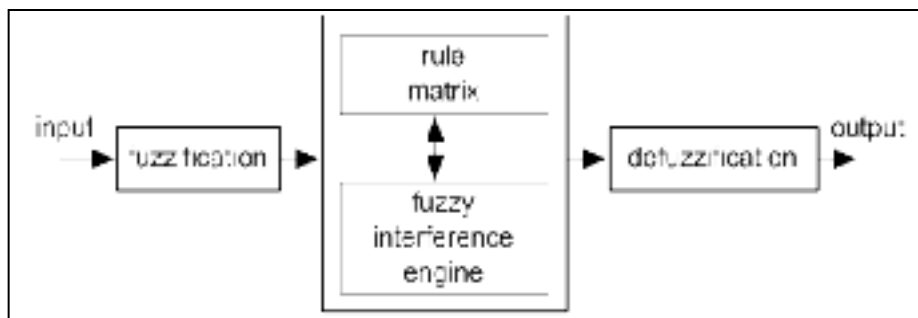 input
fuzzification
rule
matrix
fuzzy
interference
engine
defuzzification
output